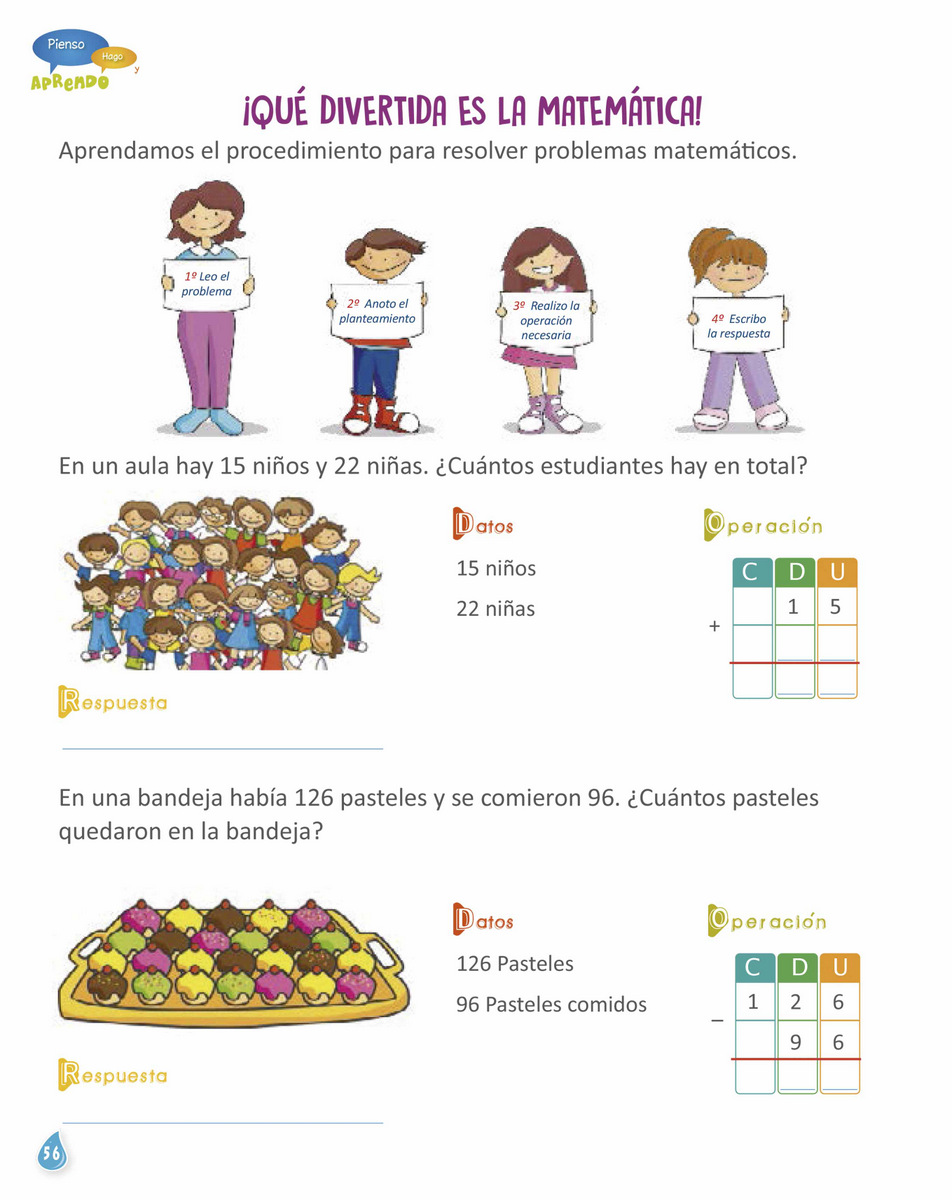 Pienso
Hago
y
APRENDO
¡QUÉ DIVERTIDA ES LA MATEMÁTICA!
Aprendamos el procedimiento para resolver problemas matemáticos.
1º Leo el
problema
2º Anoto el
planteamiento
3º Realizo la
operación
necesaria
4º Escribo
la respuesta
En un aula hay 15 niños y 22 niñas. ¿Cuántos estudiantes hay en total?
Datos
15 niños
22 niñas
Operación
C D U
1 5
+
Respuesta
En una bandeja había 126 pasteles y se comieron 96. ¿Cuántos pasteles
quedaron en la bandeja?
Datos
126 Pasteles
96 Pasteles comidos
Operación
C D U
1 2 6
–
9 6
Respuesta
56